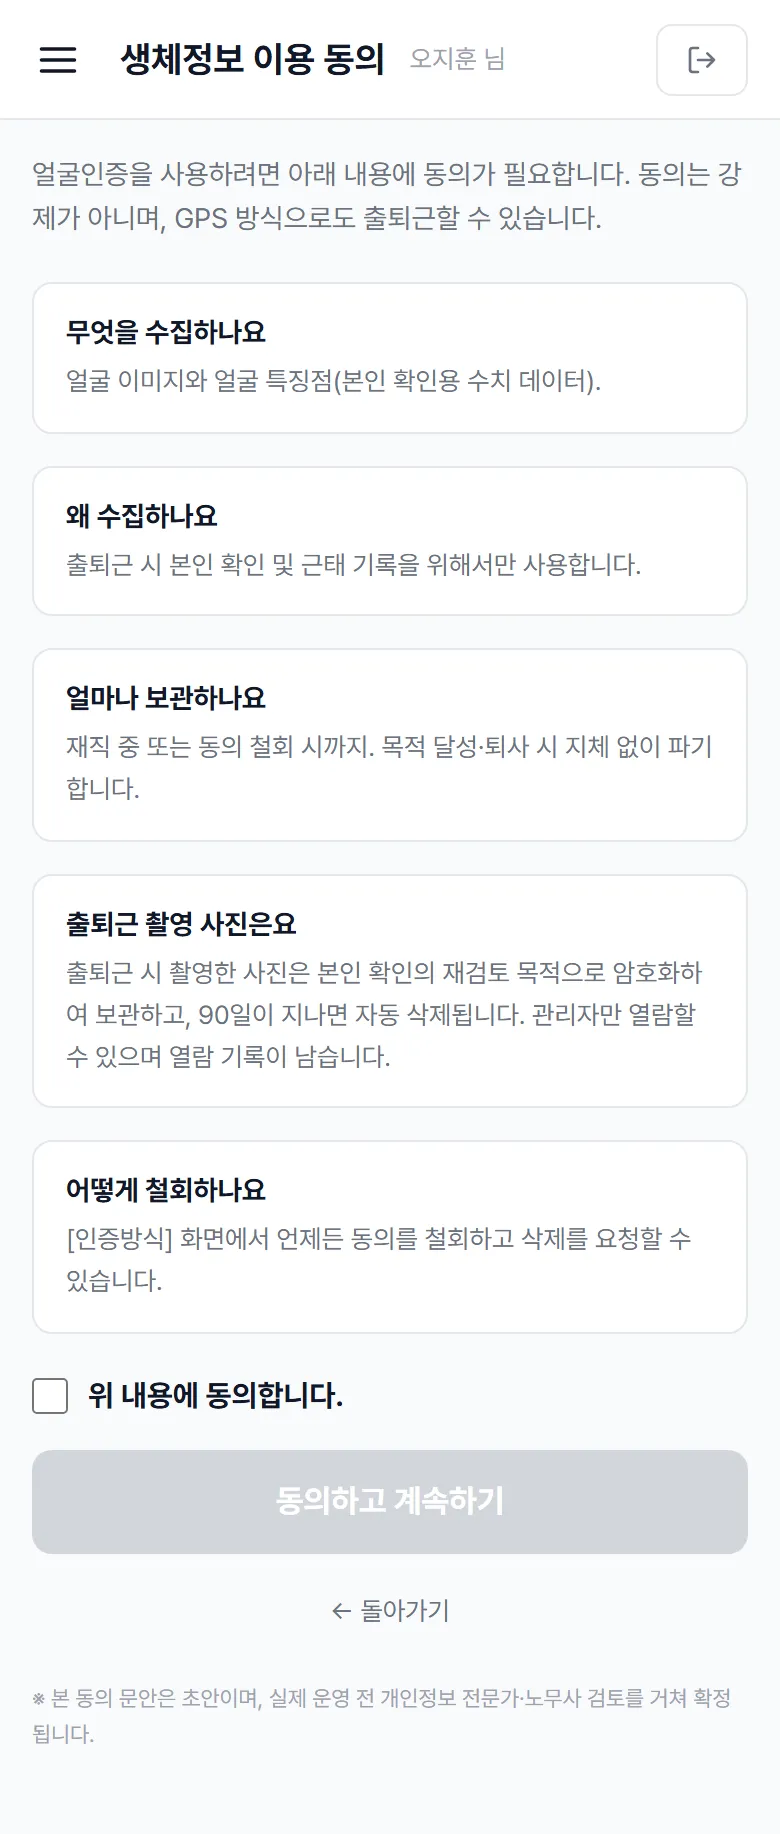 생체정보 이용 동의 오지훈 님
얼굴인증을 사용하려면 아래 내용에 동의가 필요합니다. 동의는 강
제가 아니며, GPS 방식으로도 출퇴근할 수 있습니다.
무엇을 수집하나요
얼굴 이미지와 얼굴 특징점(본인 확인용 수치 데이터).
왜 수집하나요
출퇴근 시 본인 확인 및 근태 기록을 위해서만 사용합니다.
얼마나 보관하나요
재직 중 또는 동의 철회 시까지. 목적 달성·퇴사 시 지체 없이 파기
합니다.
출퇴근 촬영 사진은요
출퇴근 시 촬영한 사진은 본인 확인의 재검토 목적으로 암호화하
여 보관하고, 90일이 지나면 자동 삭제됩니다. 관리자만 열람할
수 있으며 열람 기록이 남습니다.
어떻게 철회하나요
[인증방식] 화면에서 언제든 동의를 철회하고 삭제를 요청할 수
있습니다.
위 내용에 동의합니다.
동의하고 계속하기
← 돌아가기
※ 본 동의 문안은 초안이며, 실제 운영 전 개인정보 전문가·노무사 검토를 거쳐 확정
됩니다.